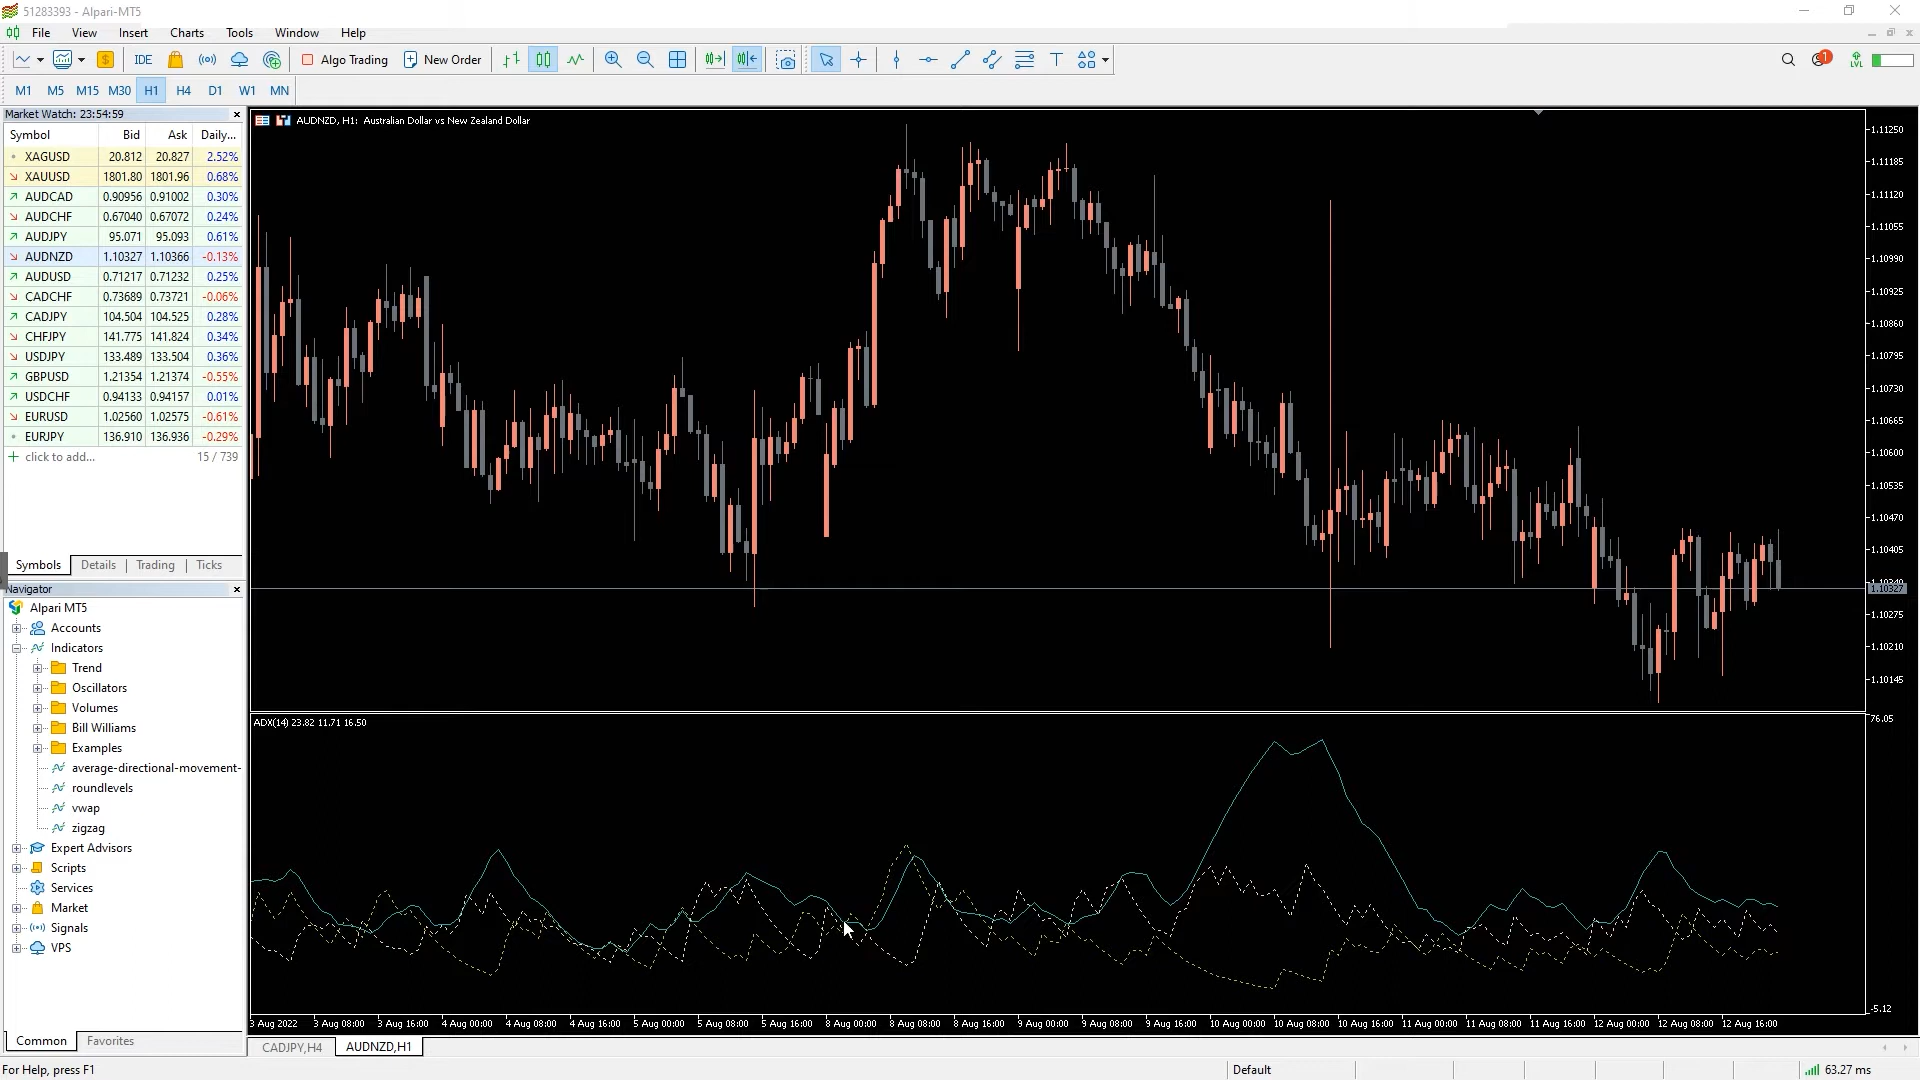 51283393 - Alpari-MT5
File View Insert Charts Tools Window Help
IDE Algo Trading New Order 1 LVL
M1 M5 M15 M30 H1 H4 D1 W1 MN
Market Watch: 23:54:59
Symbol Bid Ask Daily...
XAGUSD 20.812 20.827 2.52%
XAUUSD 1801.80 1801.96 0.68%
AUDCAD 0.90956 0.91002 0.30%
AUDCHF 0.67040 0.67072 0.24%
AUDJPY 95.071 95.093 0.61%
AUDNZD 1.10327 1.10366 -0.13%
AUDUSD 0.71217 0.71232 0.25%
CADCHF 0.73689 0.73721 -0.06%
CADJPY 104.504 104.525 0.28%
CHFJPY 141.775 141.824 0.34%
USDJPY 133.489 133.504 0.36%
GBPUSD 1.21354 1.21374 -0.55%
USDCHF 0.94133 0.94157 0.01%
EURUSD 1.02560 1.02575 -0.61%
EURJPY 136.910 136.936 -0.29%
click to add... 15 / 739
Symbols Details Trading Ticks
Navigator
Alpari MT5
Accounts
Indicators
Trend
Oscillators
Volumes
Bill Williams
Examples
average-directional-movement-
roundlevels
vwap
zigzag
Expert Advisors
Scripts
Services
Market
Signals
VPS
Common Favorites
AUDNZD, H1: Australian Dollar vs New Zealand Dollar
1.11250
1.11185
1.11120
1.11055
1.10990
1.10925
1.10860
1.10795
1.10730
1.10665
1.10600
1.10535
1.10470
1.10405
1.10340
1.10327
1.10275
1.10210
1.10145
ADX(14) 23.82 11.71 16.50
76.05
-5.12
3 Aug 2022 3 Aug 08:00 3 Aug 16:00 4 Aug 00:00 4 Aug 08:00 4 Aug 16:00 5 Aug 00:00 5 Aug 08:00 5 Aug 16:00 8 Aug 00:00 8 Aug 08:00 8 Aug 16:00 9 Aug 00:00 9 Aug 08:00 9 Aug 16:00 10 Aug 00:00 10 Aug 08:00 10 Aug 16:00 11 Aug 00:00 11 Aug 08:00 11 Aug 16:00 12 Aug 00:00 12 Aug 08:00 12 Aug 16:00
CADJPY,H4 AUDNZD,H1
For Help, press F1 Default 63.27 ms